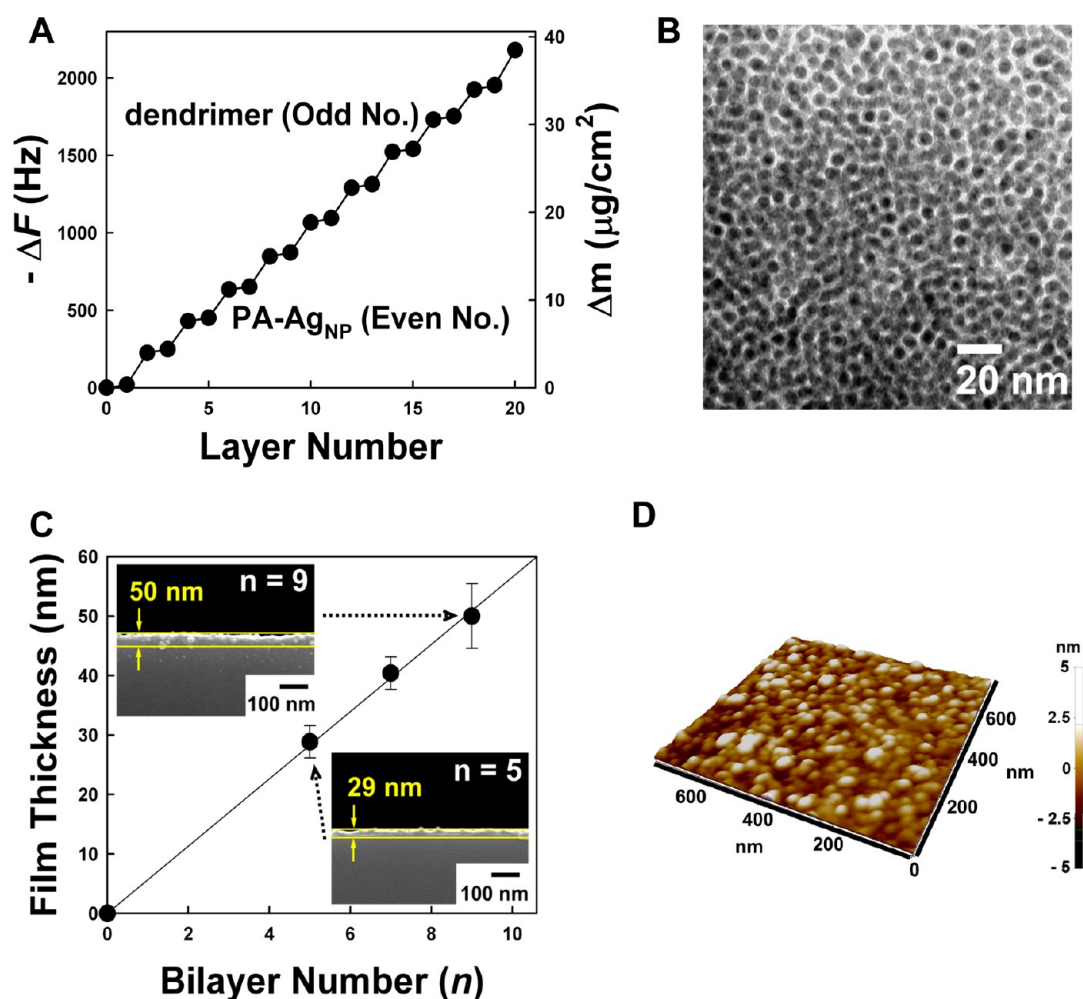 A
- ΔF (Hz)
2000
1500
1000
500
0
dendrimer (Odd No.)
PA-AgNP (Even No.)
40
30
20
10
0
Δm (μg/cm2)
0 5 10 15 20
Layer Number
B
20 nm
C
Film Thickness (nm)
60
50
40
30
20
10
0
50 nm
n = 9
100 nm
29 nm
n = 5
100 nm
0 2 4 6 8 10
Bilayer Number (n)
D
nm
5
2.5
0
- 2.5
- 5
600
400
200
0
nm
600
400
200
nm